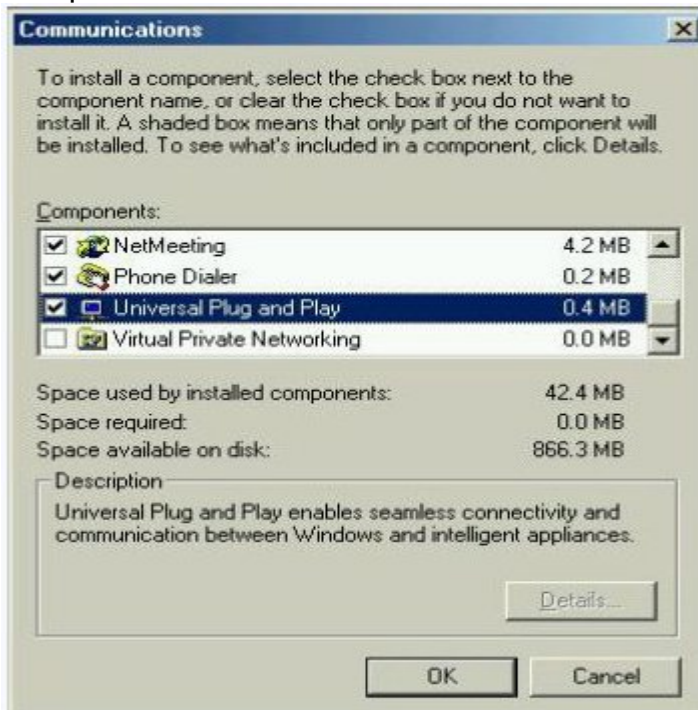 Communications
To install a component, select the check box next to the
component name, or clear the check box if you do not want to
install it. A shaded box means that only part of the component will
be installed. To see what's included in a component, click Details.
Components:
NetMeeting 4.2 MB
Phone Dialer 0.2 MB
Universal Plug and Play 0.4 MB
Virtual Private Networking 0.0 MB
Space used by installed components: 42.4 MB
Space required: 0.0 MB
Space available on disk: 866.3 MB
Description
Universal Plug and Play enables seamless connectivity and
communication between Windows and intelligent appliances.
Details...
OK Cancel